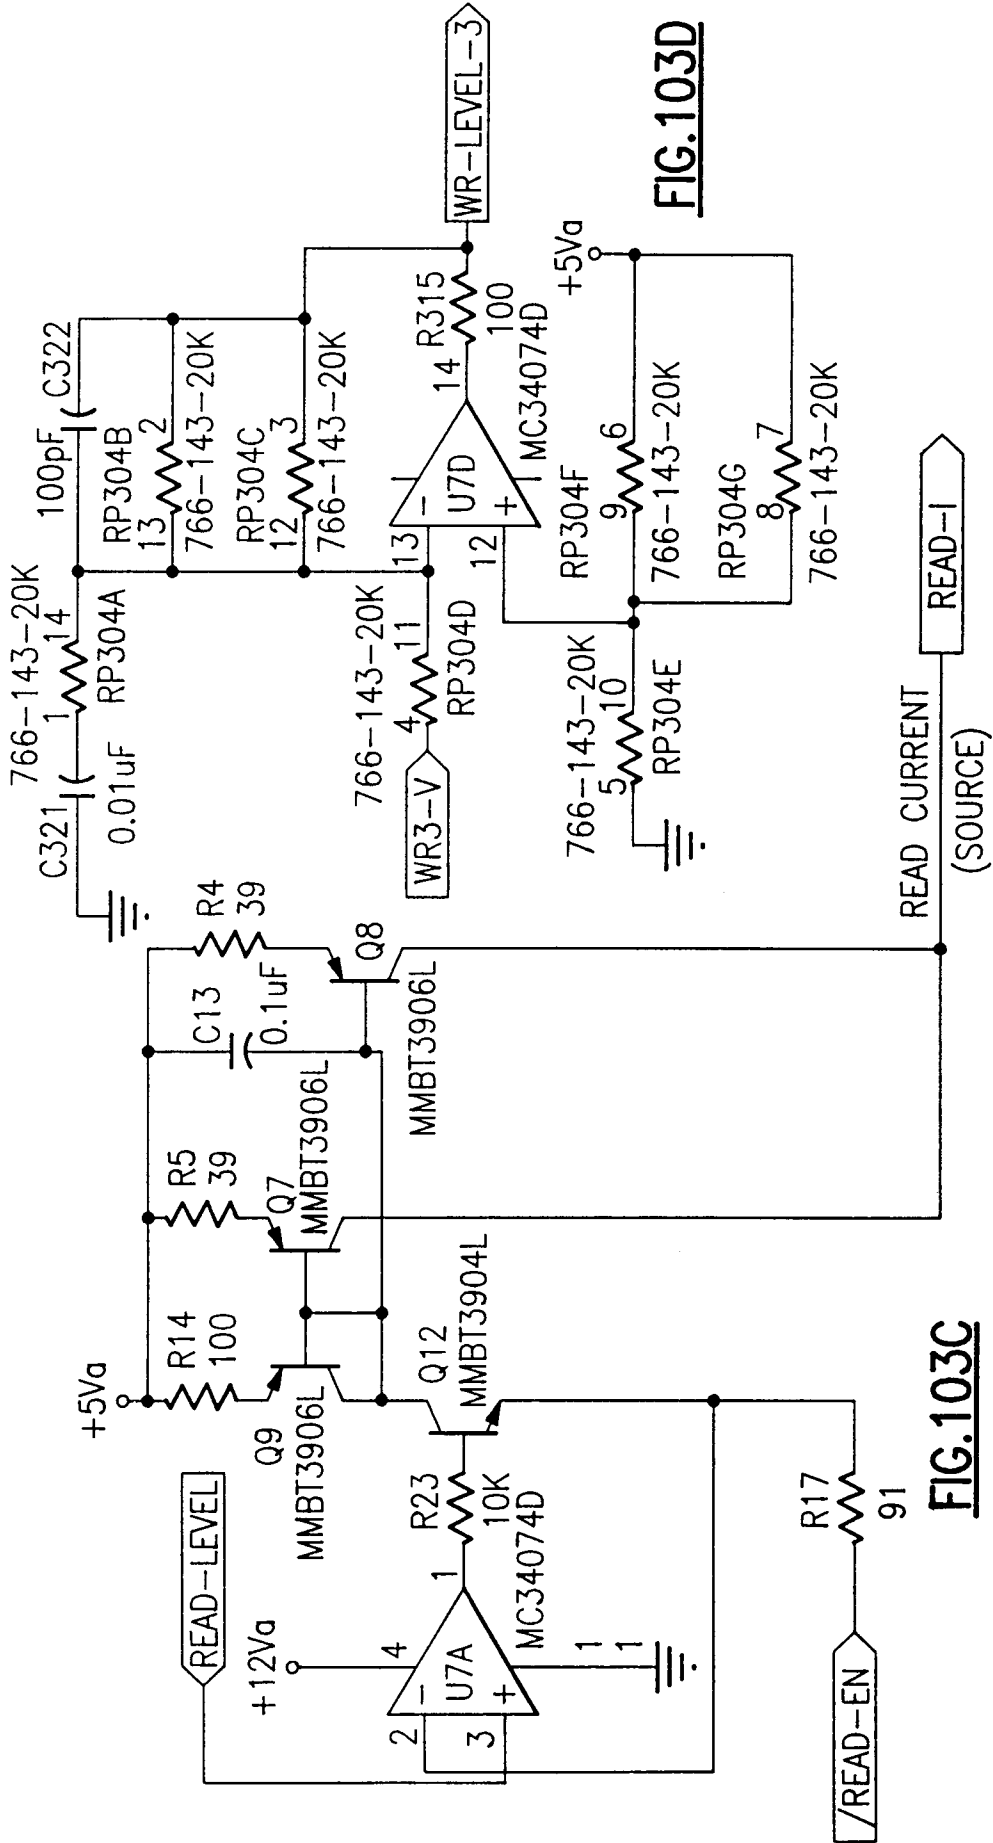 FIG.103D
WR-LEVEL-3
C322
100pF
RP304B
13
2
766-143-20K
RP304C
12
3
766-143-20K
766-143-20K
1
14
RP304A
C321
0.01uF
R315
100
14
MC34074D
U7D
13
12
-
+
766-143-20K
4
11
RP304D
WR3-V
+5Va
RP304F
9
6
766-143-20K
RP304G
8
7
766-143-20K
766-143-20K
5
10
RP304E
READ-I
READ CURRENT
(SOURCE)
FIG.103C
+5Va
R14
100
R5
39
R4
39
C13
0.1uF
Q8
MMBT3906L
Q7
MMBT3906L
Q9
MMBT3906L
Q12
MMBT3904L
READ-LEVEL
+12Va
4
2
3
-
+
U7A
1
MC34074D
1
1
R23
10K
R17
91
/READ-EN